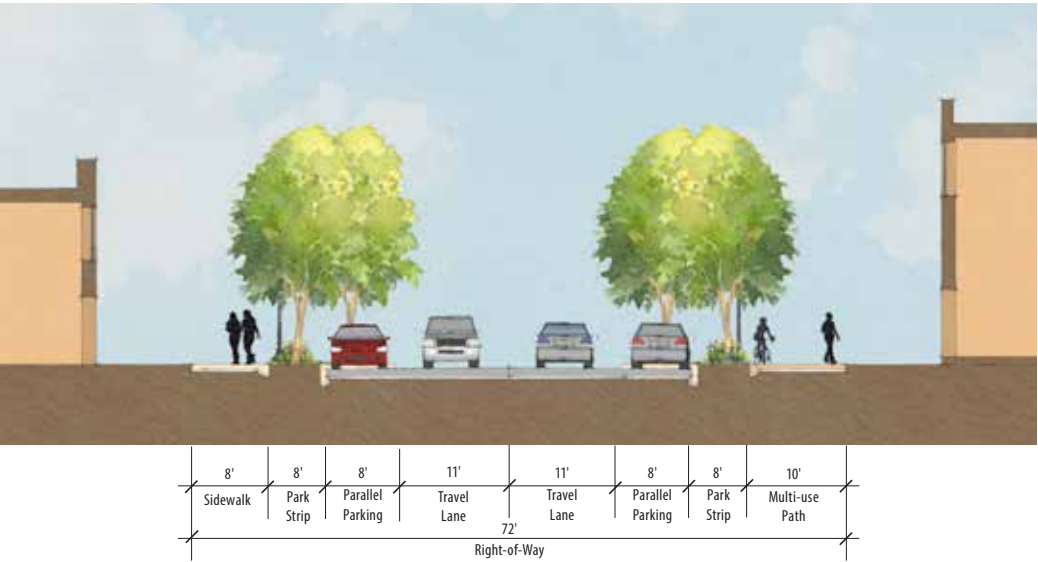 8' 8' 8' 11' 11' 8' 8' 10'
Sidewalk Park Strip Parallel Parking Travel Lane Travel Lane Parallel Parking Park Strip Multi-use Path
72'
Right-of-Way